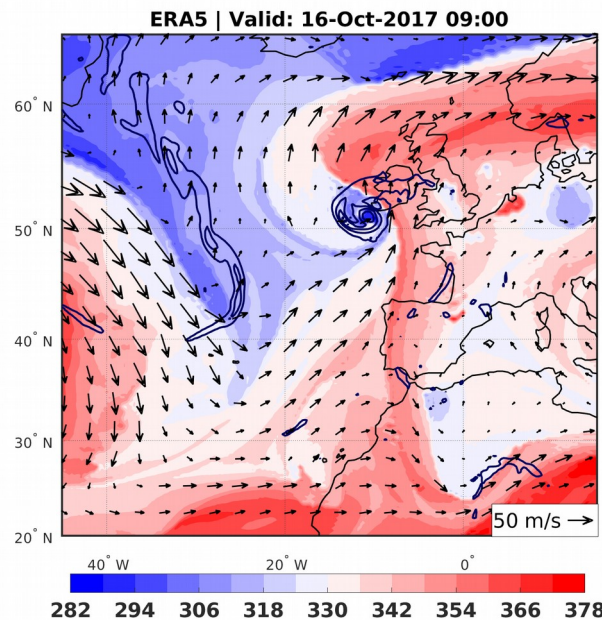 ERA5 | Valid: 16-Oct-2017 09:00
60° N
50° N
40° N
30° N
20° N
50 m/s
40° W
20° W
0°
282 294 306 318 330 342 354 366 378